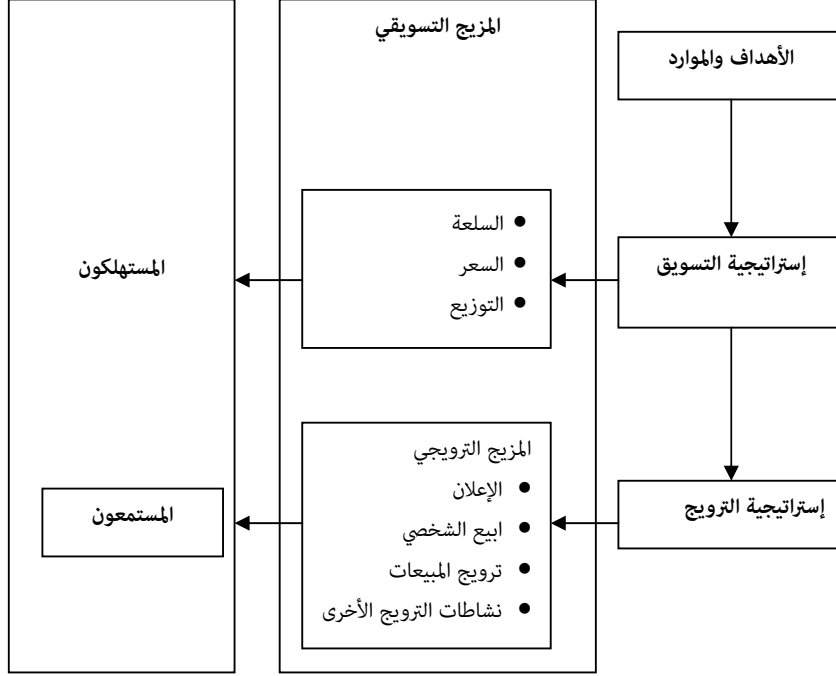 الأهداف والموارد
المزيج التسويقي
إستراتيجية التسويق
● السلعة
● السعر
● التوزيع
المستهلكون
إستراتيجية الترويج
المزيج الترويجي
● الإعلان
● ابيع الشخصي
● ترويج المبيعات
● نشاطات الترويج الأخرى
المستمعون